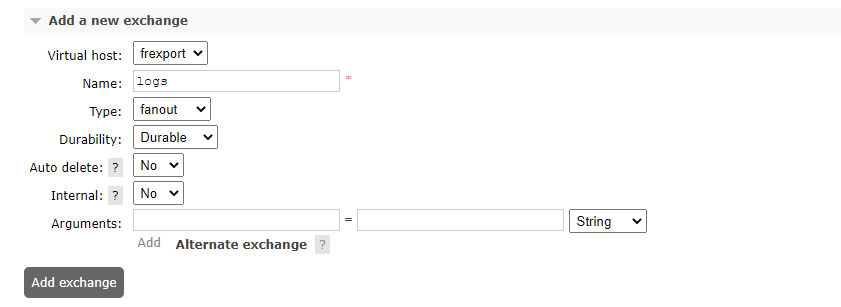 Add a new exchange
Virtual host: frexport
Name: logs *
Type: fanout
Durability: Durable
Auto delete: ? No
Internal: ? No
Arguments: = String
Add Alternate exchange ?
Add exchange